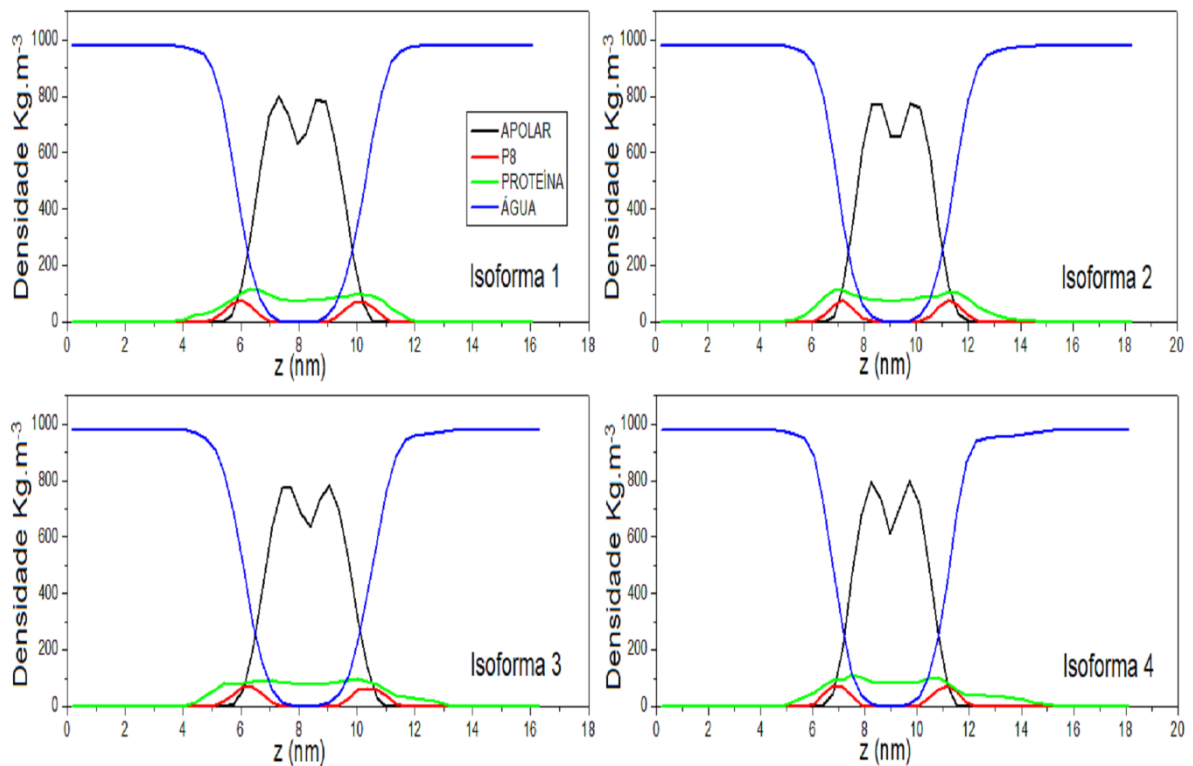 Densidade Kg.m-3
1000
800
600
400
200
0
APOLAR
P8
PROTEÍNA
ÁGUA
Isoforma 1
0 2 4 6 8 10 12 14 16 18
z (nm)
Densidade Kg.m-3
1000
800
600
400
200
0
Isoforma 2
0 2 4 6 8 10 12 14 16 18 20
z (nm)
Densidade Kg.m-3
1000
800
600
400
200
0
Isoforma 3
0 2 4 6 8 10 12 14 16 18
z (nm)
Densidade Kg.m-3
1000
800
600
400
200
0
Isoforma 4
0 2 4 6 8 10 12 14 16 18 20
z (nm)